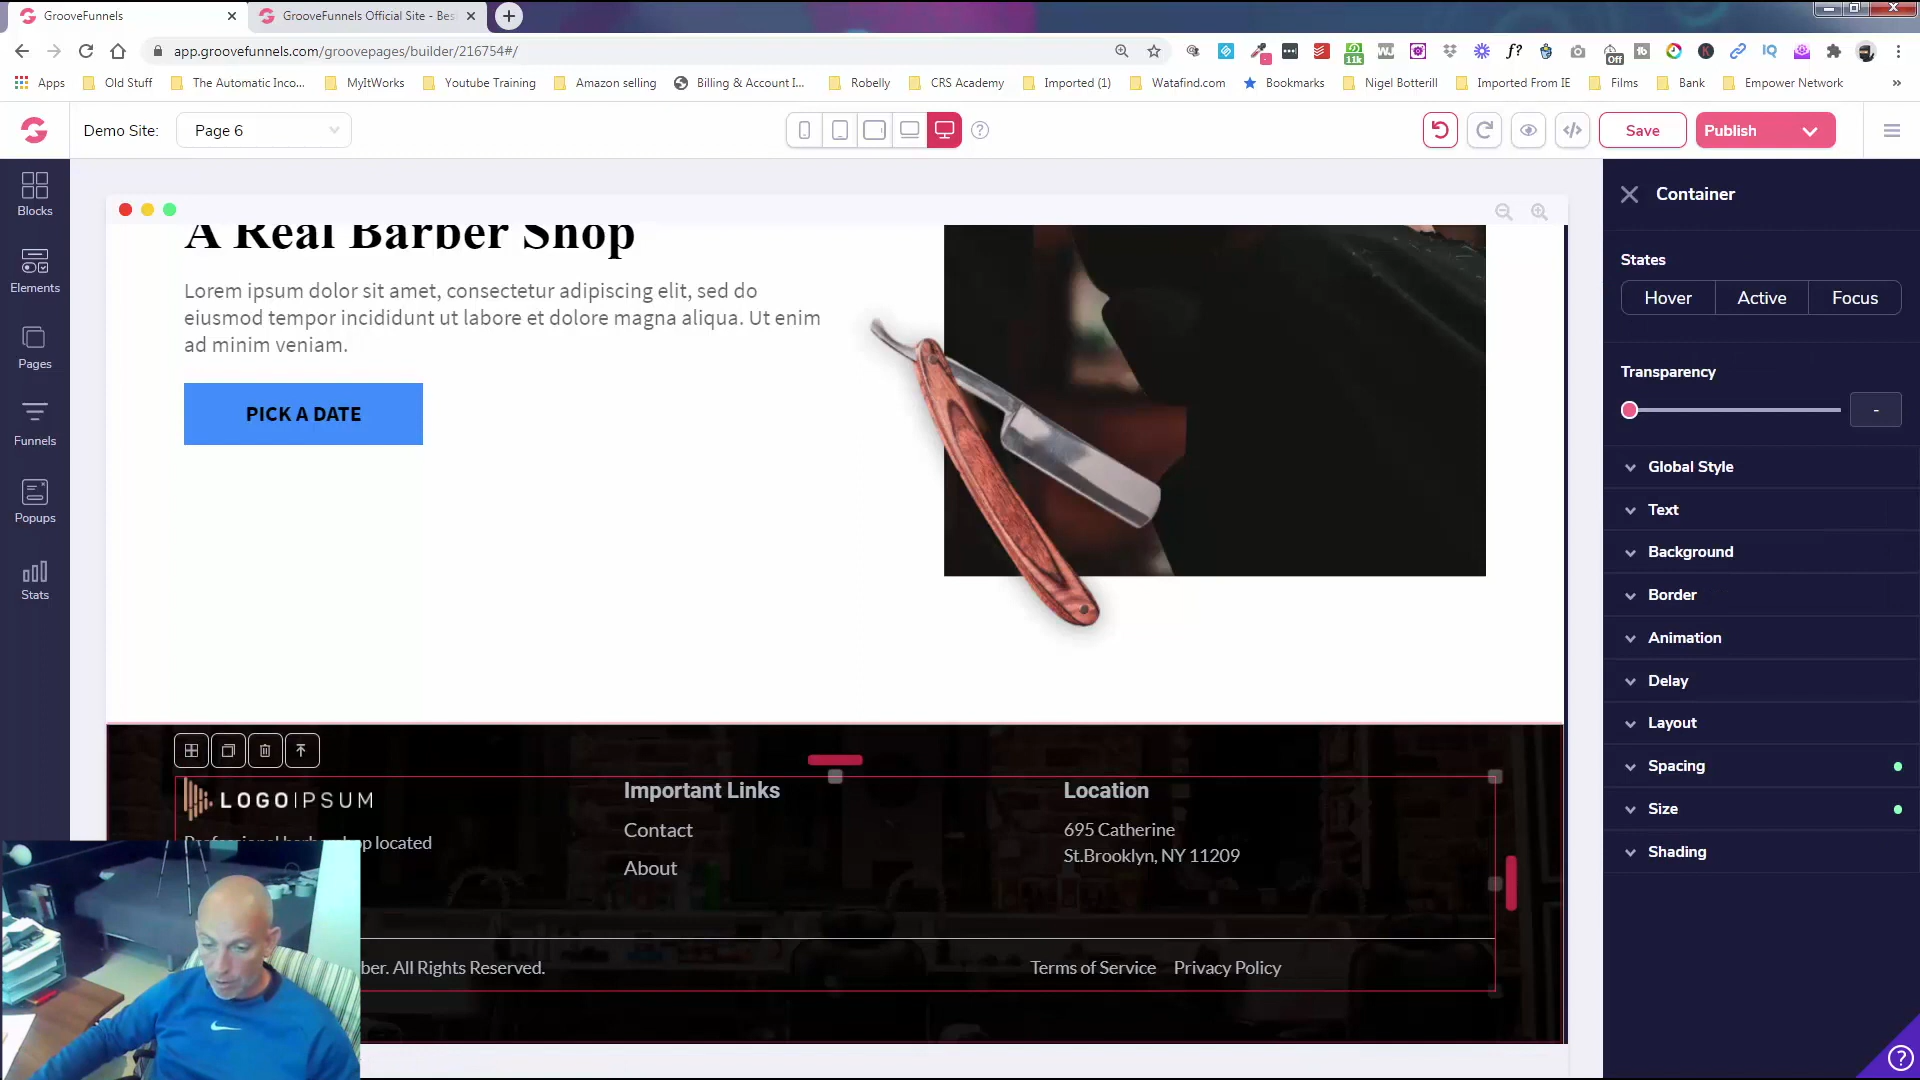 GrooveFunnels
GrooveFunnels Official Site - Bes
app.groovefunnels.com/groovepages/builder/216754#/
11k
Off
Apps
Old Stuff
The Automatic Inco...
MyItWorks
Youtube Training
Amazon selling
Billing & Account I...
Robelly
CRS Academy
Imported (1)
Watafind.com
Bookmarks
Nigel Botterill
Imported From IE
Films
Bank
Empower Network
Demo Site:
Page 6
Save
Publish
Blocks
Elements
Pages
Funnels
Popups
Stats
A Real Barber Shop
Lorem ipsum dolor sit amet, consectetur adipiscing elit, sed do
eiusmod tempor incididunt ut labore et dolore magna aliqua. Ut enim
ad minim veniam.
PICK A DATE
LOGOIPSUM
Professional barber shop located
Important Links
Contact
About
Location
695 Catherine
St.Brooklyn, NY 11209
ber. All Rights Reserved.
Terms of Service
Privacy Policy
Container
States
Hover
Active
Focus
Transparency
-
Global Style
Text
Background
Border
Animation
Delay
Layout
Spacing
Size
Shading